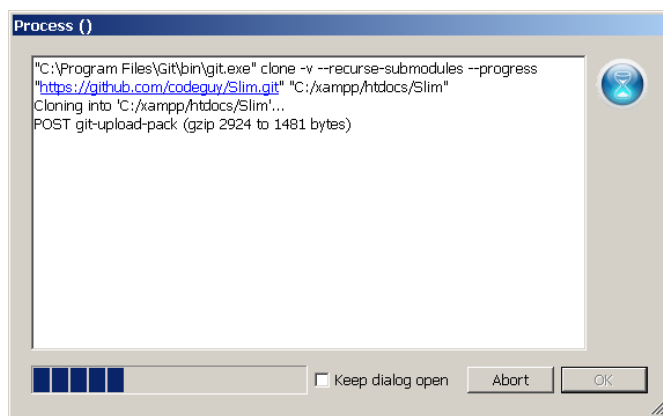 Process ()
"C:\Program Files\Git\bin\git.exe" clone -v --recurse-submodules --progress
"https://github.com/codeguy/Slim.git" "C:/xampp/htdocs/Slim"
Cloning into 'C:/xampp/htdocs/Slim'...
POST git-upload-pack (gzip 2924 to 1481 bytes)
Keep dialog open
Abort
OK